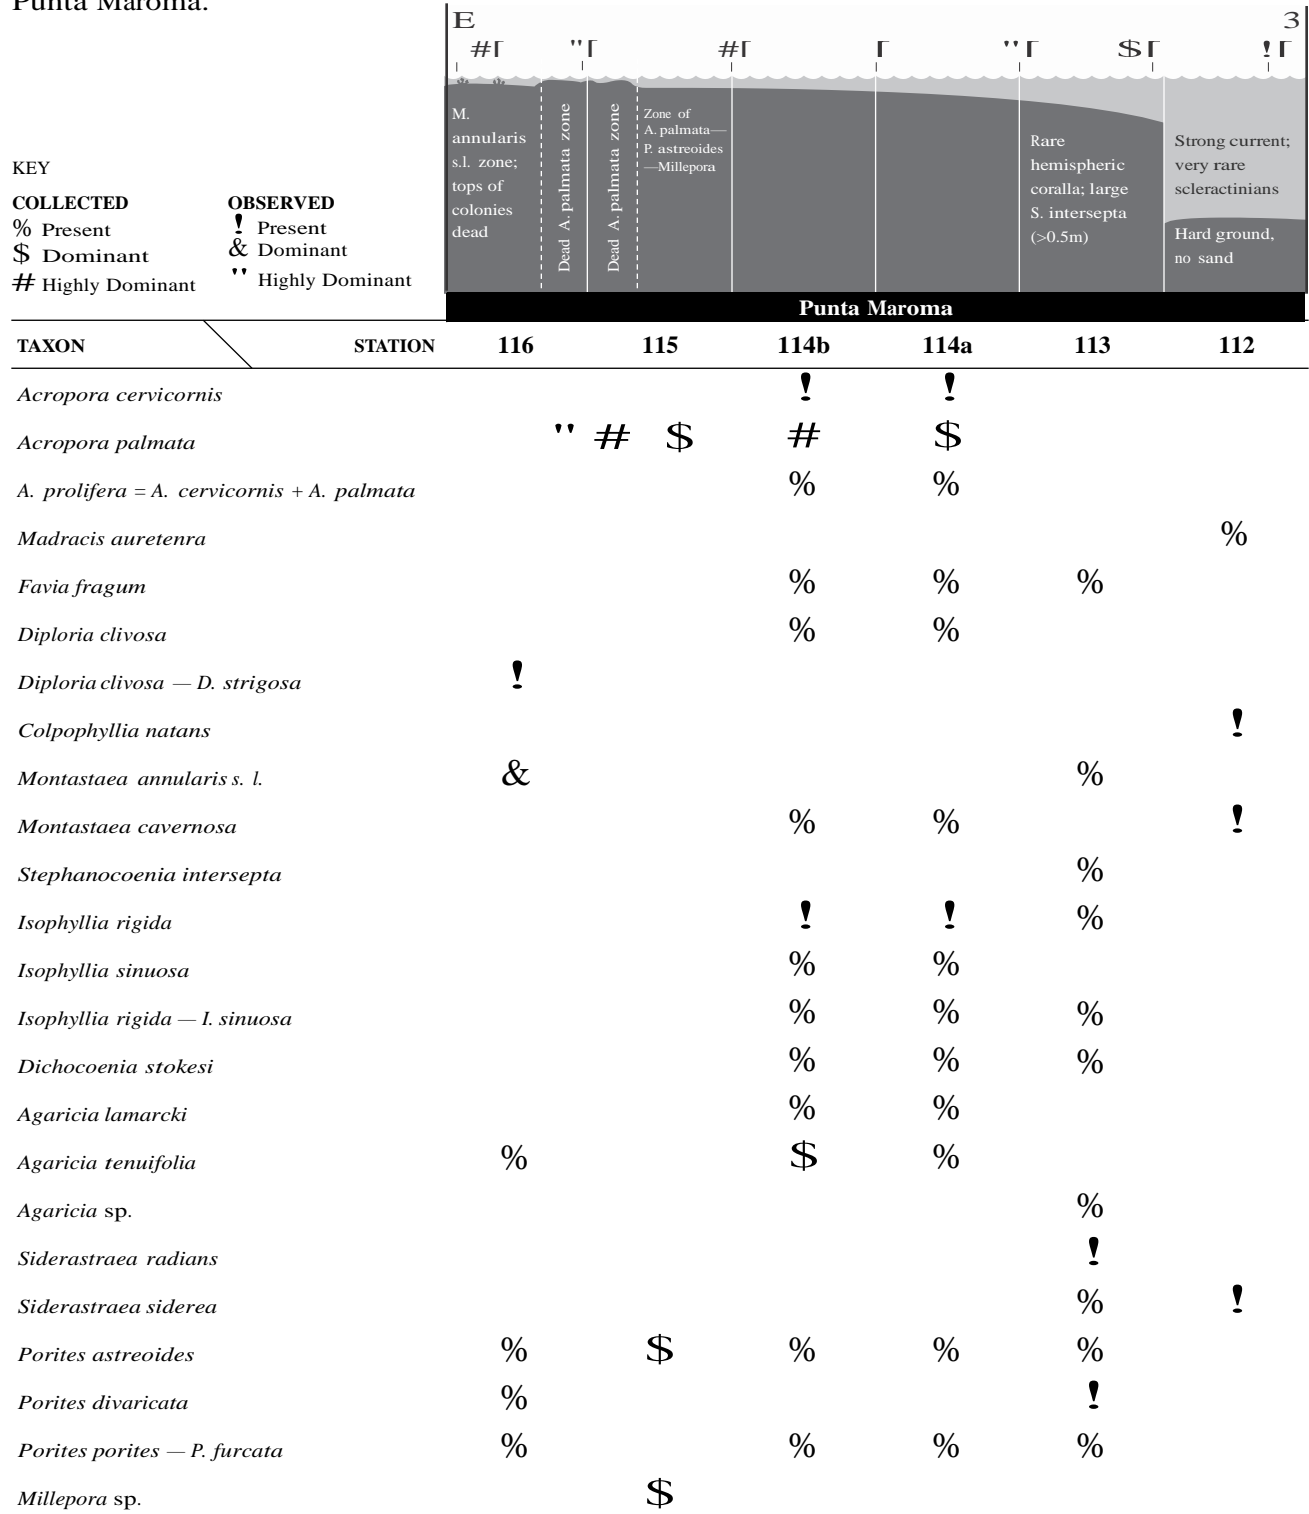 Punta Maroma.
E 3
#Γ "Γ #Γ Γ "Γ $Γ !Γ
M.
annularis
s.l. zone;
tops of
colonies
dead
Dead A. palmata zone
Dead A. palmata zone
Zone of
A. palmata—
P. astreoides
—Millepora
Rare
hemispheric
coralla; large
S. intersepta
(>0.5m)
Strong current;
very rare
scleractinians
Hard ground,
no sand
KEY
COLLECTED
% Present
$ Dominant
# Highly Dominant
OBSERVED
! Present
& Dominant
" Highly Dominant
Punta Maroma
TAXON STATION 116 115 114b 114a 113 112
Acropora cervicornis ! !
Acropora palmata " # $ # $
A. prolifera = A. cervicornis + A. palmata % %
Madracis auretenra %
Favia fragum % % %
Diploria clivosa % %
Diploria clivosa — D. strigosa !
Colpophyllia natans !
Montastaea annularis s. l. & %
Montastaea cavernosa % % !
Stephanocoenia intersepta %
Isophyllia rigida ! ! %
Isophyllia sinuosa % %
Isophyllia rigida — I. sinuosa % % %
Dichocoenia stokesi % % %
Agaricia lamarcki % %
Agaricia tenuifolia % $ %
Agaricia sp. %
Siderastraea radians !
Siderastraea siderea % !
Porites astreoides % $ % % %
Porites divaricata % !
Porites porites — P. furcata % % % %
Millepora sp. $